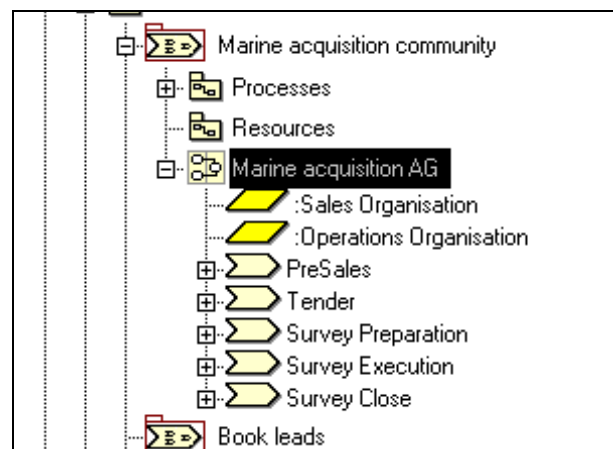 Marine acquisition community
Processes
Resources
Marine acquisition AG
:Sales Organisation
:Operations Organisation
PreSales
Tender
Survey Preparation
Survey Execution
Survey Close
Book leads